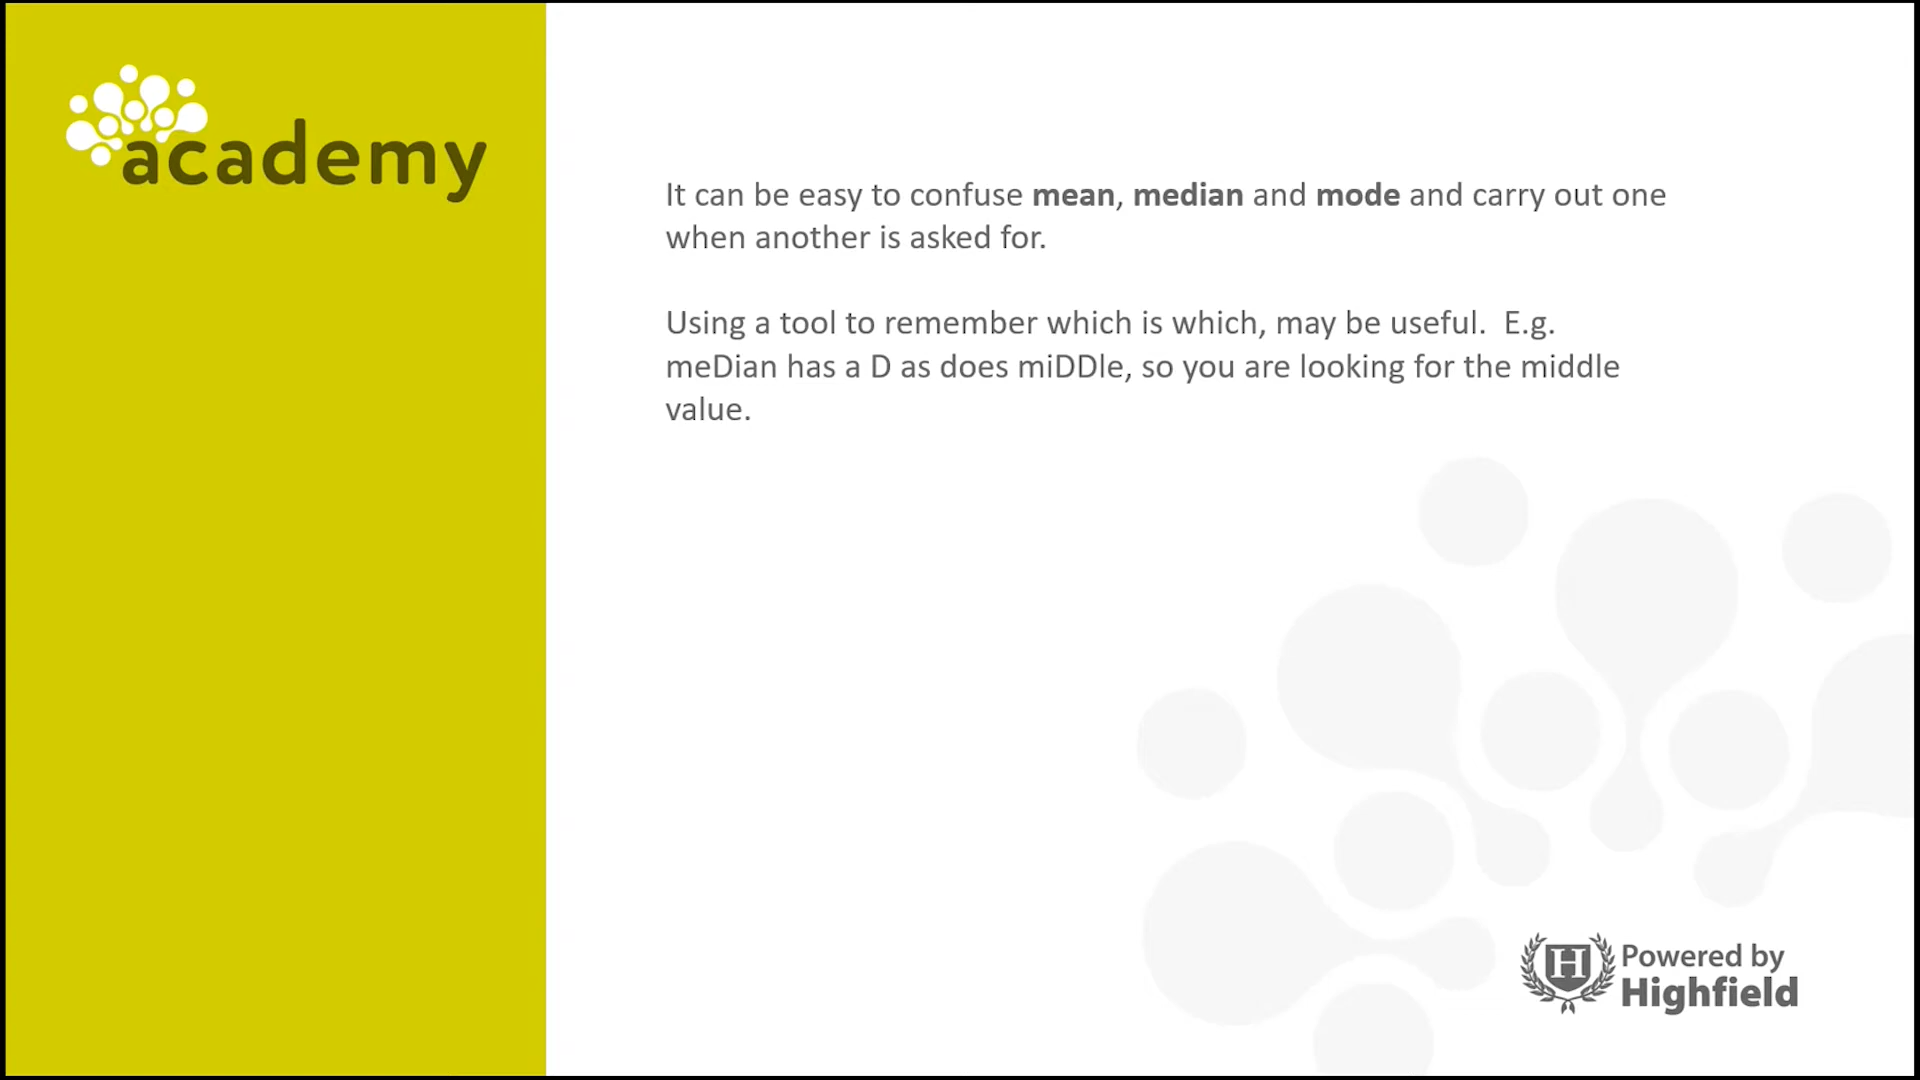 academy
It can be easy to confuse mean, median and mode and carry out one
when another is asked for.
Using a tool to remember which is which, may be useful.  E.g.
meDian has a D as does miDDle, so you are looking for the middle
value.
H
Powered by
Highfield